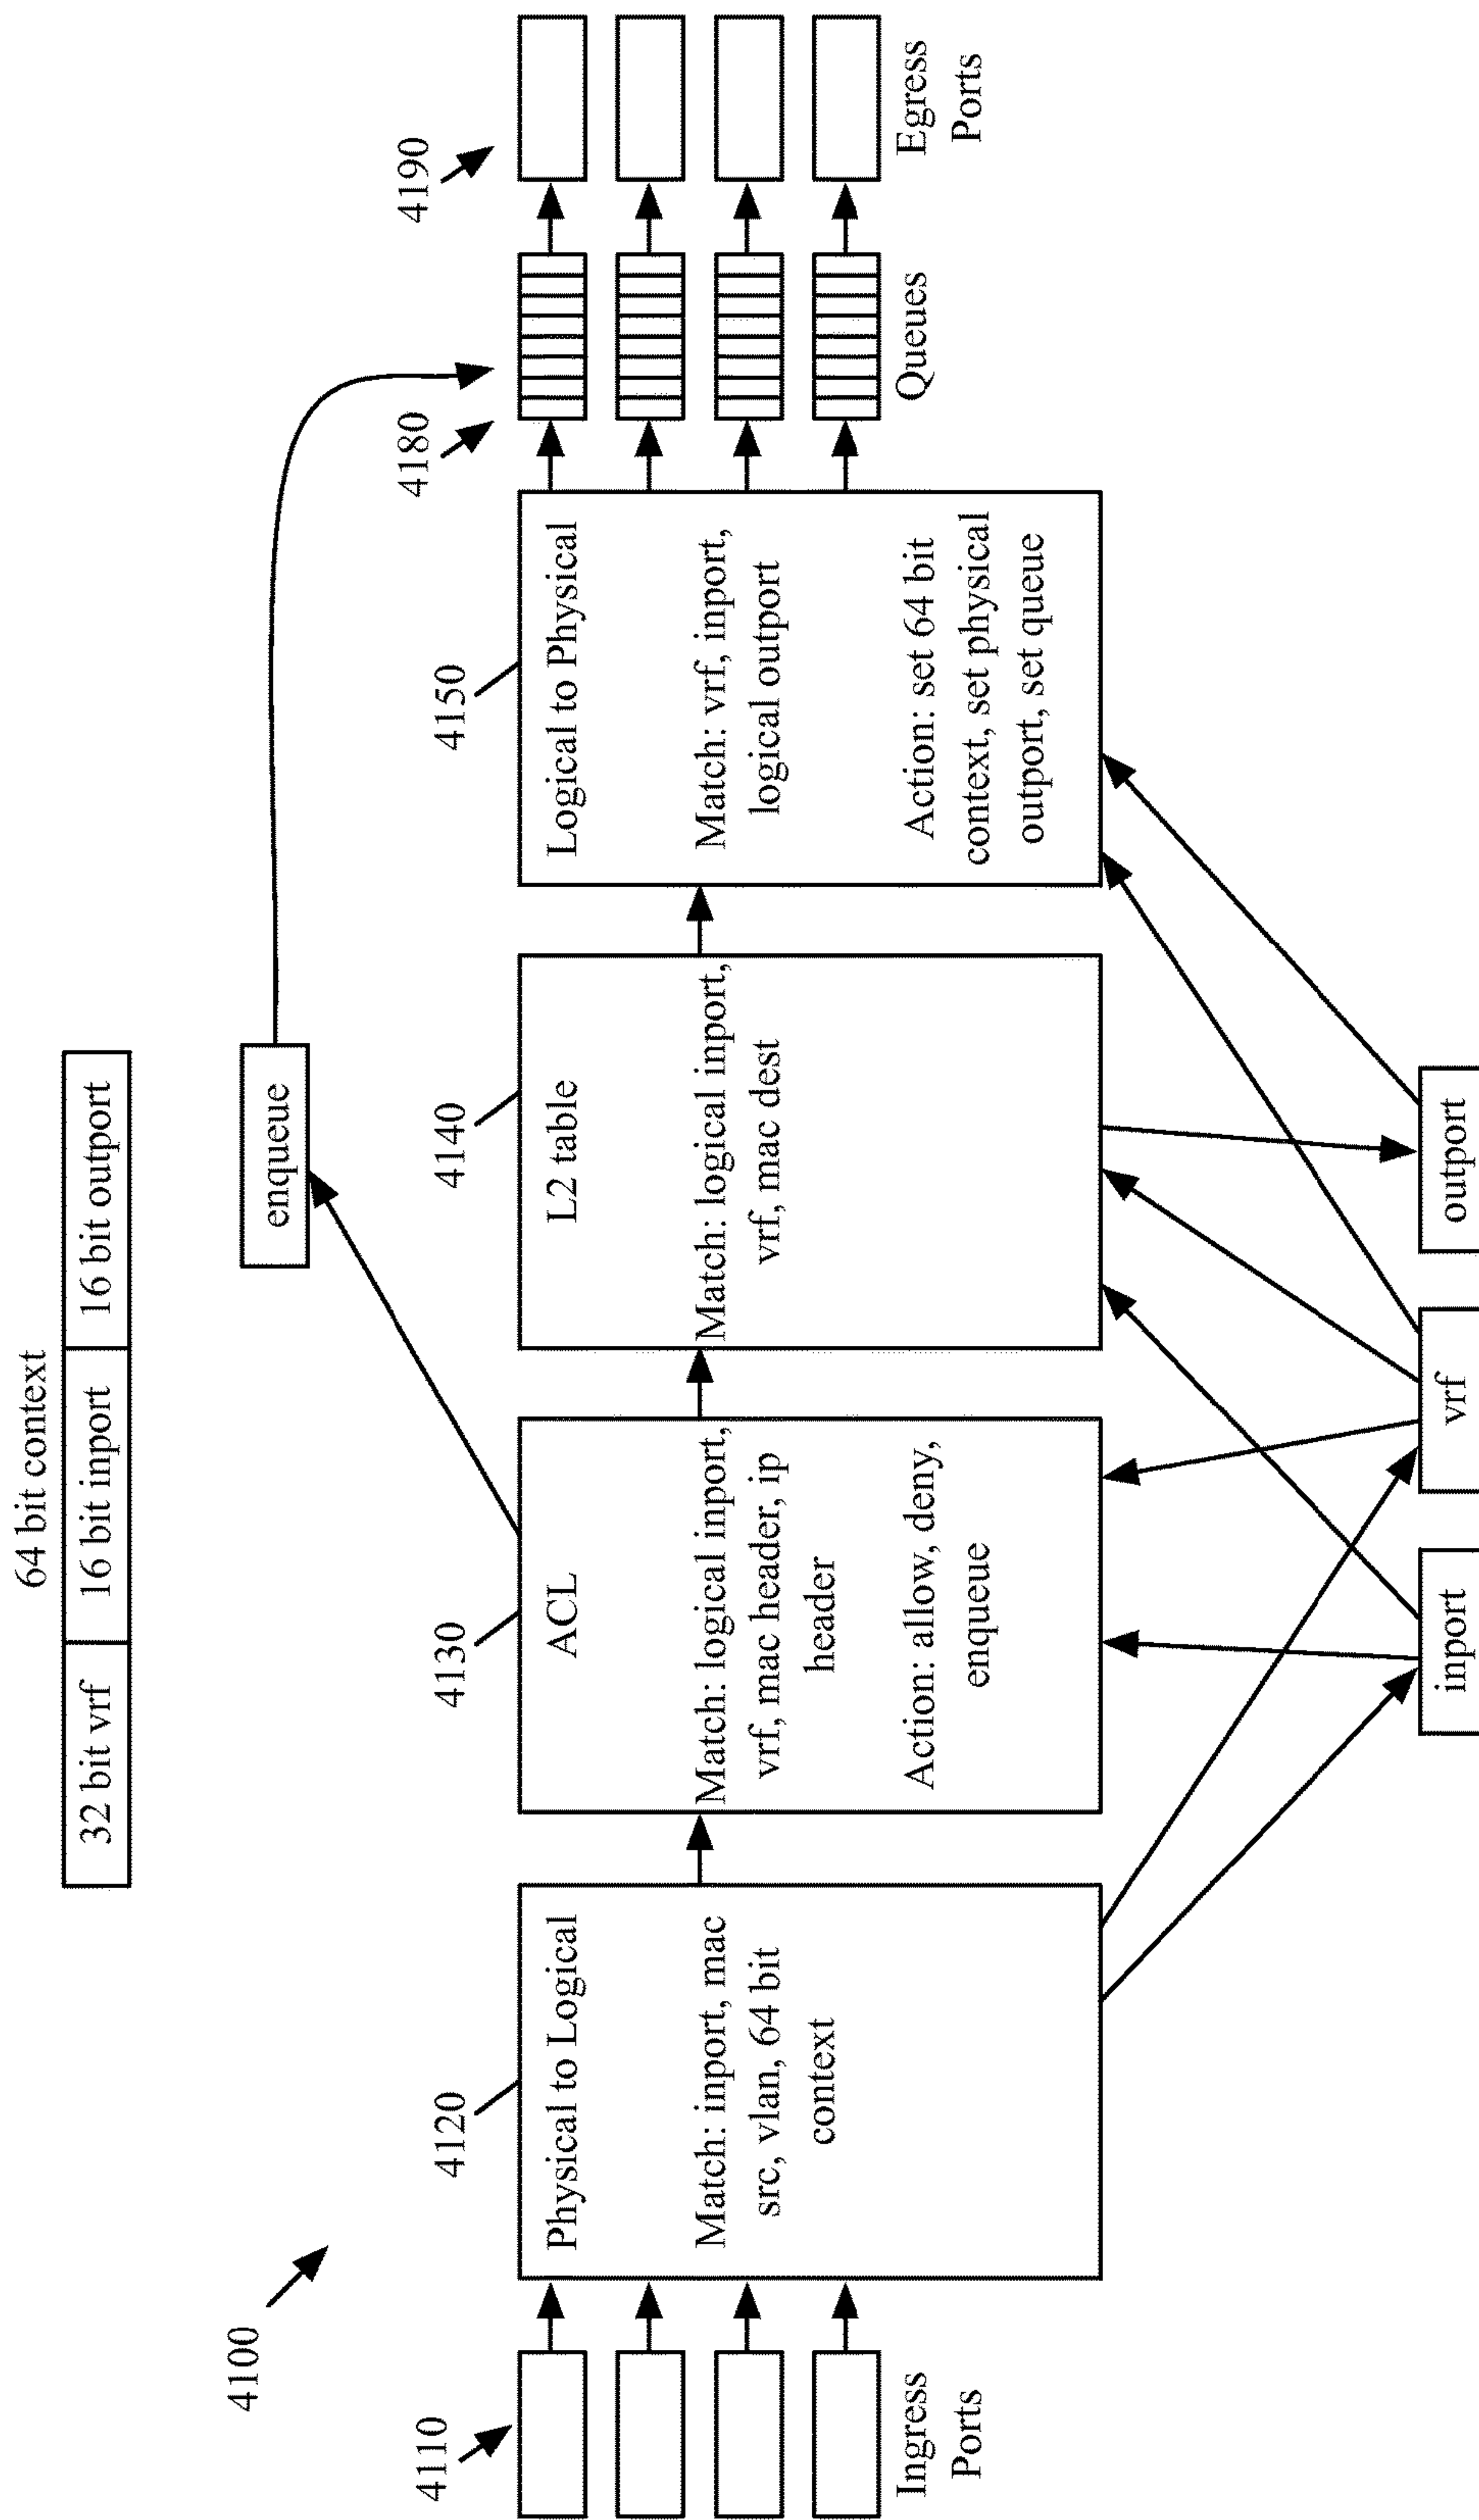 64 bit context
32 bit vrf
16 bit inport
16 bit outport
4100
enqueue
4110
4120
4130
4140
4150
4180
4190
Ingress
Ports
Physical to Logical
Match: inport, mac
src, vlan, 64 bit
context
ACL
Match: logical inport,
vrf, mac header, ip
header
Action: allow, deny,
enqueue
L2 table
Match: logical inport,
vrf, mac dest
Logical to Physical
Match: vrf, inport,
logical outport
Action: set 64 bit
context, set physical
outport, set queue
Queues
Egress
Ports
inport
vrf
outport